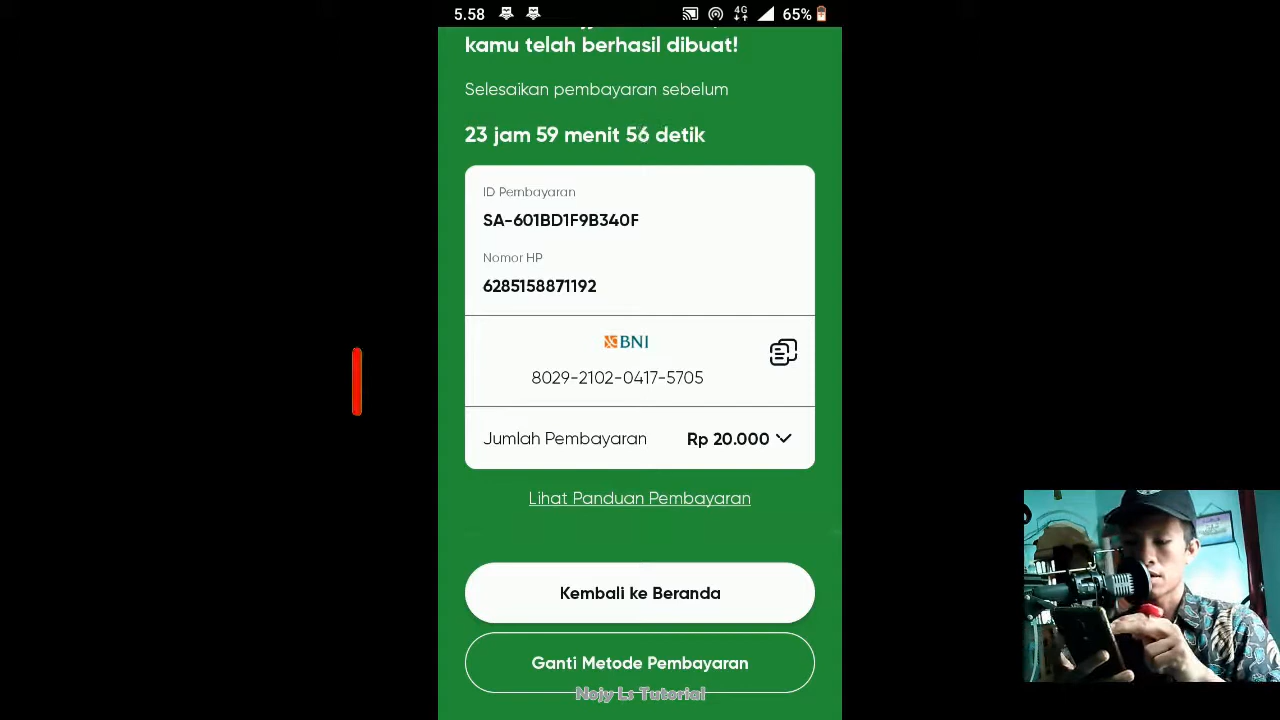 5.58
4G
65%
kamu telah berhasil dibuat!
Selesaikan pembayaran sebelum
23 jam 59 menit 56 detik
ID Pembayaran
SA-601BD1F9B340F
Nomor HP
6285158871192
BNI
8029-2102-0417-5705
Jumlah Pembayaran Rp 20.000
Lihat Panduan Pembayaran
Kembali ke Beranda
Ganti Metode Pembayaran
Nojy Ls Tutorial